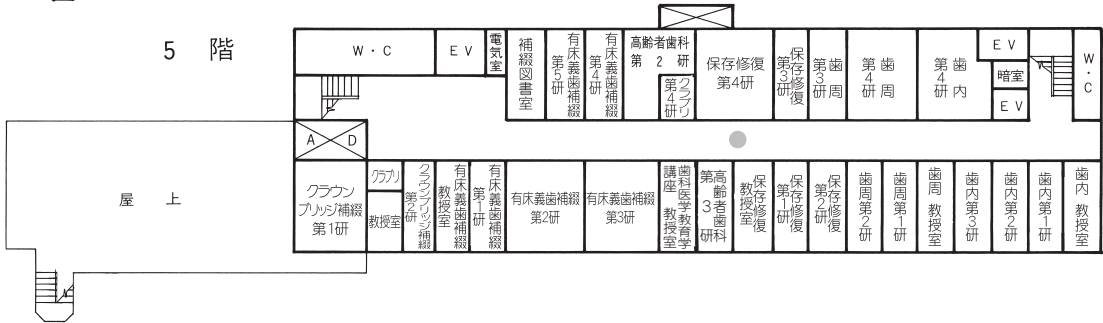 5 階
W・C
EV
電気室
補綴図書室
有床義歯補綴
第5研
有床義歯補綴
第4研
高齢者歯科
第2研
クラブリ
第4研
保存修復
第4研
保存修復
第3研
歯周
第3研
歯周
第4研
歯内
第4研
EV
暗室
EV
W・C
A D
屋上
クラウン
ブリッジ補綴
第1研
クラブリ
教授室
クラウンブリッジ補綴
第2研
有床義歯補綴
教授室
有床義歯補綴
第1研
有床義歯補綴
第2研
有床義歯補綴
第3研
歯科医学教育学
講座 教授室
高齢者歯科
第3研
保存修復
教授室
保存修復
第1研
保存修復
第2研
歯周第2研
歯周第1研
歯周 教授室
歯内第3研
歯内第2研
歯内第1研
歯内 教授室